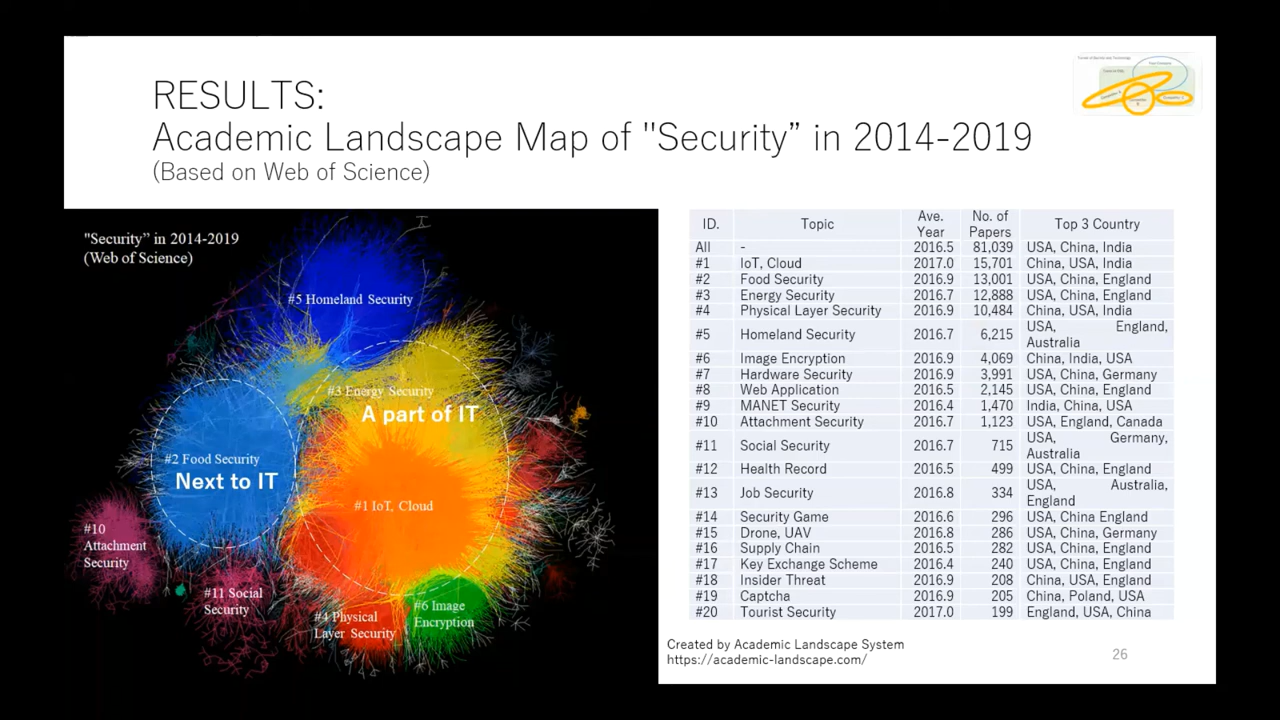 RESULTS:
Academic Landscape Map of "Security” in 2014-2019
(Based on Web of Science)
"Security” in 2014-2019
(Web of Science)
#5 Homeland Security
#3 Energy Security
A part of IT
#2 Food Security
Next to IT
#1 IoT, Cloud
#10
Attachment
Security
#11 Social
Security
#4 Physical
Layer Security
#6 Image
Encryption
ID. Topic Ave. Year No. of Papers Top 3 Country
All - 2016.5 81,039 USA, China, India
#1 IoT, Cloud 2017.0 15,701 China, USA, India
#2 Food Security 2016.9 13,001 USA, China, England
#3 Energy Security 2016.7 12,888 USA, China, England
#4 Physical Layer Security 2016.9 10,484 China, USA, India
#5 Homeland Security 2016.7 6,215 USA, England, Australia
#6 Image Encryption 2016.9 4,069 China, India, USA
#7 Hardware Security 2016.9 3,991 USA, China, Germany
#8 Web Application 2016.5 2,145 USA, China, England
#9 MANET Security 2016.4 1,470 India, China, USA
#10 Attachment Security 2016.7 1,123 USA, England, Canada
#11 Social Security 2016.7 715 USA, Germany, Australia
#12 Health Record 2016.5 499 USA, China, England
#13 Job Security 2016.8 334 USA, Australia, England
#14 Security Game 2016.6 296 USA, China England
#15 Drone, UAV 2016.8 286 USA, China, Germany
#16 Supply Chain 2016.5 282 USA, China, England
#17 Key Exchange Scheme 2016.4 240 USA, China, England
#18 Insider Threat 2016.9 208 China, USA, England
#19 Captcha 2016.9 205 China, Poland, USA
#20 Tourist Security 2017.0 199 England, USA, China
Created by Academic Landscape System
https://academic-landscape.com/
26